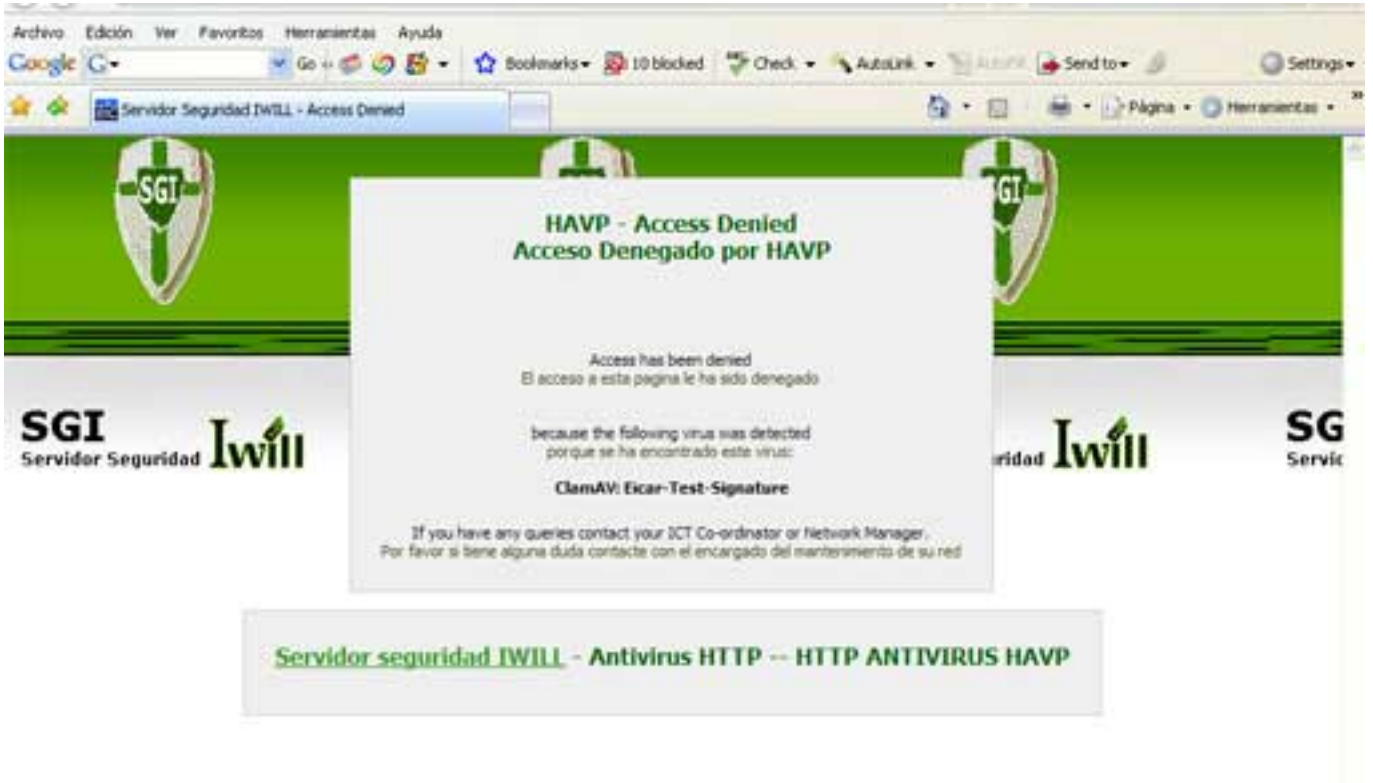 Archivo Edición Ver Favoritos Herramientas Ayuda
Google G Go Bookmarks 10 blocked Check AutoLink Send to Settings
Servidor Seguridad IWILL - Access Denied Página Herramientas
SGI SGI
HAVP - Access Denied
Acceso Denegado por HAVP
Access has been denied
El acceso a esta pagina le ha sido denegado
because the following virus was detected
porque se ha encontrado este virus:
ClamAV: Eicar-Test-Signature
If you have any queries contact your ICT Co-ordinator or Network Manager.
Por favor si tiene alguna duda contacte con el encargado del mantenimiento de su red
SGI
Servidor Seguridad Iwill
ridad Iwill
SG
Servic
Servidor seguridad IWILL - Antivirus HTTP -- HTTP ANTIVIRUS HAVP